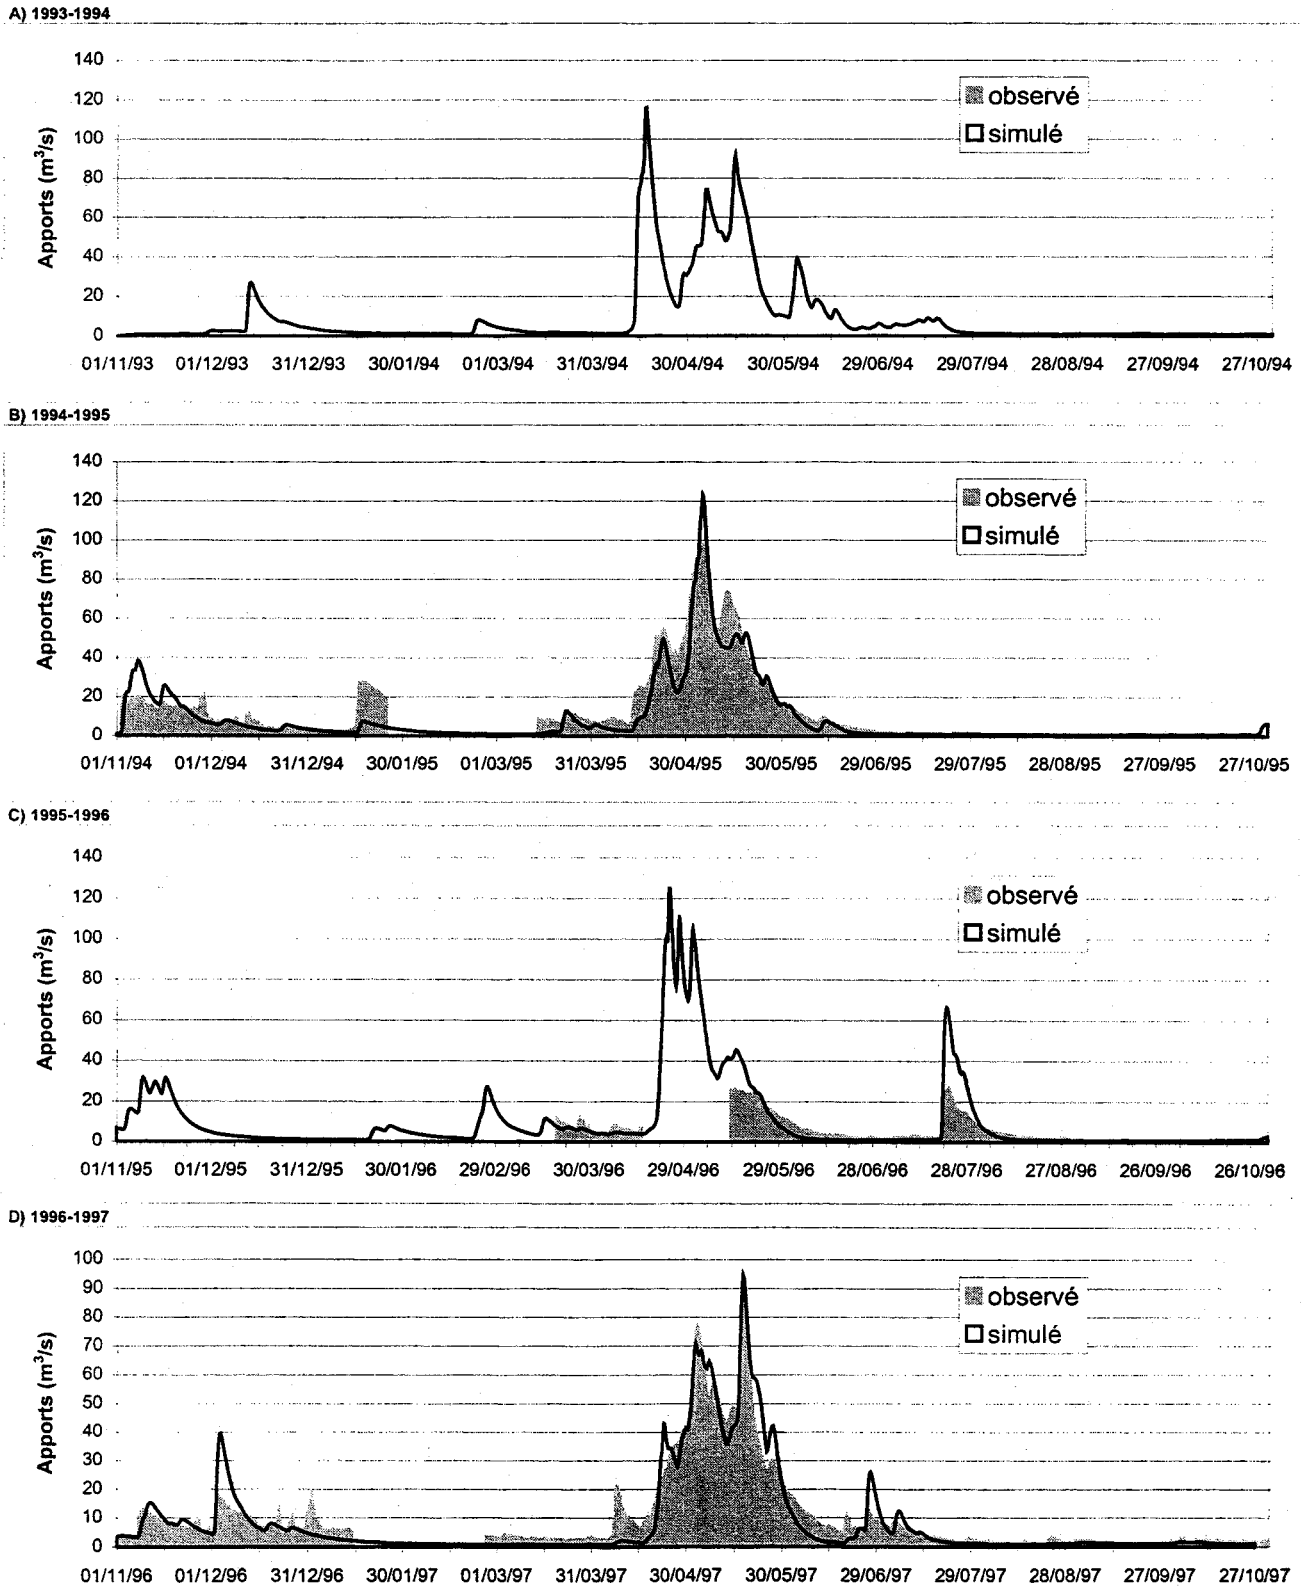 A) 1993-1994
140
120
100
80
60
40
20
0
Apports (m³/s)
observé
simulé
01/11/93 01/12/93 31/12/93 30/01/94 01/03/94 31/03/94 30/04/94 30/05/94 29/06/94 29/07/94 28/08/94 27/09/94 27/10/94
B) 1994-1995
140
120
100
80
60
40
20
0
Apports (m³/s)
observé
simulé
01/11/94 01/12/94 31/12/94 30/01/95 01/03/95 31/03/95 30/04/95 30/05/95 29/06/95 29/07/95 28/08/95 27/09/95 27/10/95
C) 1995-1996
140
120
100
80
60
40
20
0
Apports (m³/s)
observé
simulé
01/11/95 01/12/95 31/12/95 30/01/96 29/02/96 30/03/96 29/04/96 29/05/96 28/06/96 28/07/96 27/08/96 26/09/96 26/10/96
D) 1996-1997
100
90
80
70
60
50
40
30
20
10
0
Apports (m³/s)
observé
simulé
01/11/96 01/12/96 31/12/96 30/01/97 01/03/97 31/03/97 30/04/97 30/05/97 29/06/97 29/07/97 28/08/97 27/09/97 27/10/97